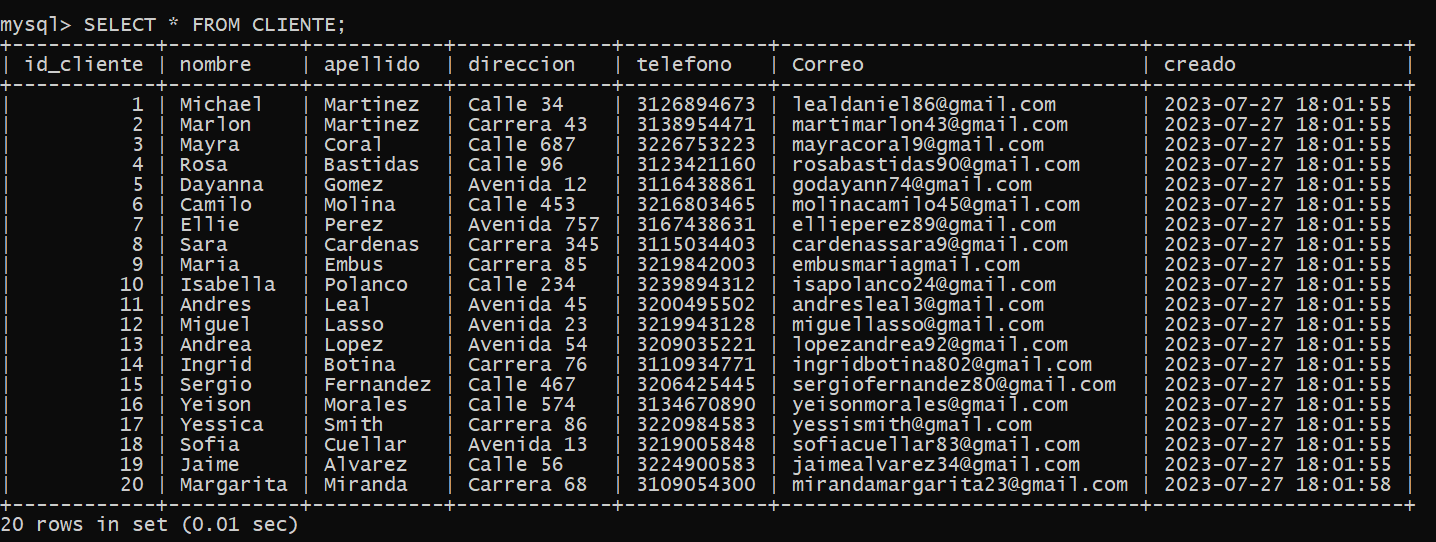 mysql> SELECT * FROM CLIENTE;
+------------+-----------+-----------+-------------+------------+------------------------------+---------------------+
| id_cliente | nombre    | apellido  | direccion   | telefono   | Correo                       | creado              |
+------------+-----------+-----------+-------------+------------+------------------------------+---------------------+
|          1 | Michael   | Martinez  | Calle 34    | 3126894673 | lealdaniel86@gmail.com       | 2023-07-27 18:01:55 |
|          2 | Marlon    | Martinez  | Carrera 43  | 3138954471 | martimarlon43@gmail.com      | 2023-07-27 18:01:55 |
|          3 | Mayra     | Coral     | Calle 687   | 3226753223 | mayracoral9@gmail.com        | 2023-07-27 18:01:55 |
|          4 | Rosa      | Bastidas  | Calle 96    | 3123421160 | rosabastidas90@gmail.com     | 2023-07-27 18:01:55 |
|          5 | Dayanna   | Gomez     | Avenida 12  | 3116438861 | godayann74@gmail.com         | 2023-07-27 18:01:55 |
|          6 | Camilo    | Molina    | Calle 453   | 3216803465 | molinacamilo45@gmail.com     | 2023-07-27 18:01:55 |
|          7 | Ellie     | Perez     | Avenida 757 | 3167438631 | ellieperez89@gmail.com       | 2023-07-27 18:01:55 |
|          8 | Sara      | Cardenas  | Carrera 345 | 3115034403 | cardenassara9@gmail.com      | 2023-07-27 18:01:55 |
|          9 | Maria     | Embus     | Carrera 85  | 3219842003 | embusmariagmail.com          | 2023-07-27 18:01:55 |
|         10 | Isabella  | Polanco   | Calle 234   | 3239894312 | isapolanco24@gmail.com       | 2023-07-27 18:01:55 |
|         11 | Andres    | Leal      | Avenida 45  | 3200495502 | andresleal3@gmail.com        | 2023-07-27 18:01:55 |
|         12 | Miguel    | Lasso     | Avenida 23  | 3219943128 | miguellasso@gmail.com        | 2023-07-27 18:01:55 |
|         13 | Andrea    | Lopez     | Avenida 54  | 3209035221 | lopezandrea92@gmail.com      | 2023-07-27 18:01:55 |
|         14 | Ingrid    | Botina    | Carrera 76  | 3110934771 | ingridbotina802@gmail.com    | 2023-07-27 18:01:55 |
|         15 | Sergio    | Fernandez | Calle 467   | 3206425445 | sergiofernandez80@gmail.com  | 2023-07-27 18:01:55 |
|         16 | Yeison    | Morales   | Calle 574   | 3134670890 | yeisonmorales@gmail.com      | 2023-07-27 18:01:55 |
|         17 | Yessica   | Smith     | Carrera 86  | 3220984583 | yessismith@gmail.com         | 2023-07-27 18:01:55 |
|         18 | Sofia     | Cuellar   | Avenida 13  | 3219005848 | sofiacuellar83@gmail.com     | 2023-07-27 18:01:55 |
|         19 | Jaime     | Alvarez   | Calle 56    | 3224900583 | jaimealvarez34@gmail.com     | 2023-07-27 18:01:55 |
|         20 | Margarita | Miranda   | Carrera 68  | 3109054300 | mirandamargarita23@gmail.com | 2023-07-27 18:01:58 |
+------------+-----------+-----------+-------------+------------+------------------------------+---------------------+
20 rows in set (0.01 sec)